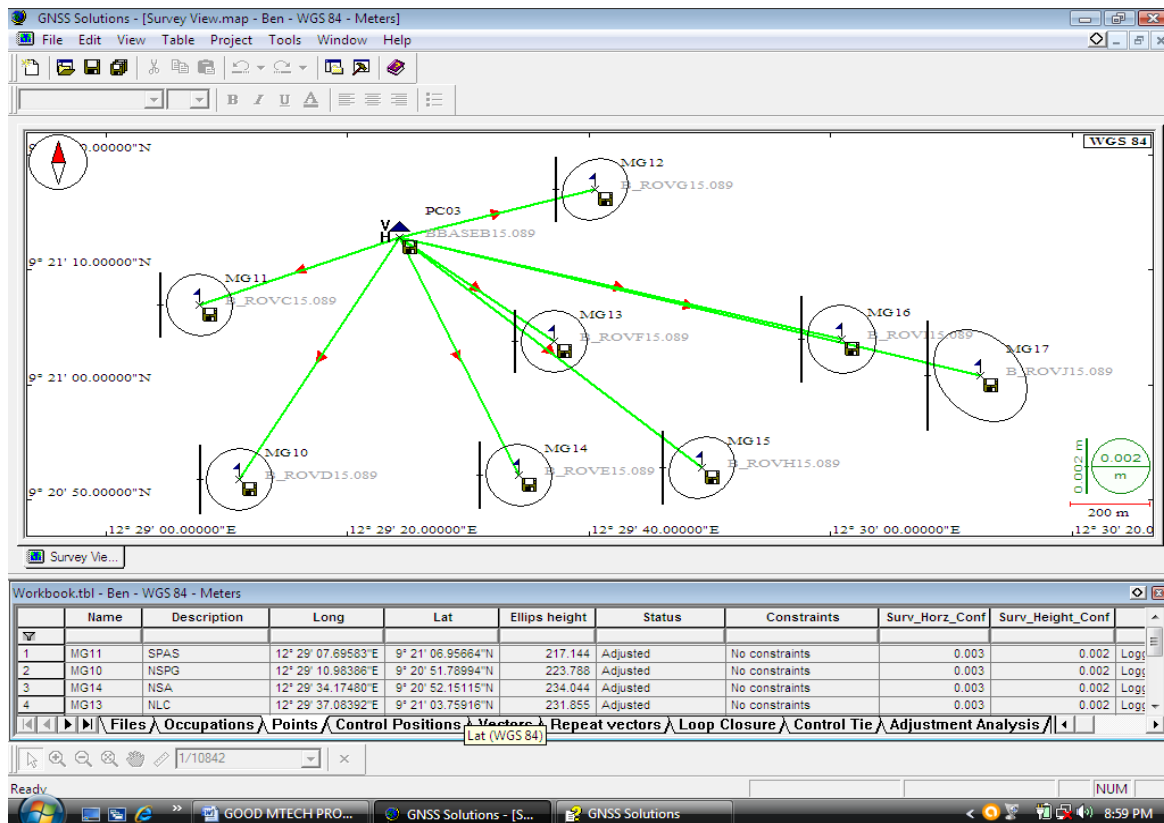 GNSS Solutions - [Survey View.map - Ben - WGS 84 - Meters]
File Edit View Table Project Tools Window Help
B I U A
0.00000"N
WGS 84
MG12
B_ROVG15.089
PC03
V
H
BBASEB15.089
9° 21' 10.00000"N
MG11
B_ROVC15.089
MG13
B_ROVF15.089
MG16
B_ROVI15.089
MG17
B_ROVJ15.089
9° 21' 00.00000"N
MG10
B_ROVD15.089
MG14
B_ROVE15.089
MG15
B_ROVH15.089
0.002 m
0.002
m
9° 20' 50.00000"N
200 m
12° 29' 00.00000"E 12° 29' 20.00000"E 12° 29' 40.00000"E 12° 30' 00.00000"E 12° 30' 20.0
Survey Vie...
Workbook.tbl - Ben - WGS 84 - Meters
Name Description Long Lat Ellips height Status Constraints Surv_Horz_Conf Surv_Height_Conf
1 MG11 SPAS 12° 29' 07.69583"E 9° 21' 06.95664"N 217.144 Adjusted No constraints 0.003 0.002 Logg
2 MG10 NSPG 12° 29' 10.98386"E 9° 20' 51.78994"N 223.788 Adjusted No constraints 0.003 0.002 Logg
3 MG14 NSA 12° 29' 34.17480"E 9° 20' 52.15115"N 234.044 Adjusted No constraints 0.003 0.002 Logg
4 MG13 NLC 12° 29' 37.08392"E 9° 21' 03.75916"N 231.855 Adjusted No constraints 0.003 0.002 Logg
Files Occupations Points Control Positions Vectors Repeat vectors Loop Closure Control Tie Adjustment Analysis
Lat (WGS 84)
1/10842
Ready
NUM
GOOD MTECH PRO... GNSS Solutions - [S... GNSS Solutions 8:59 PM